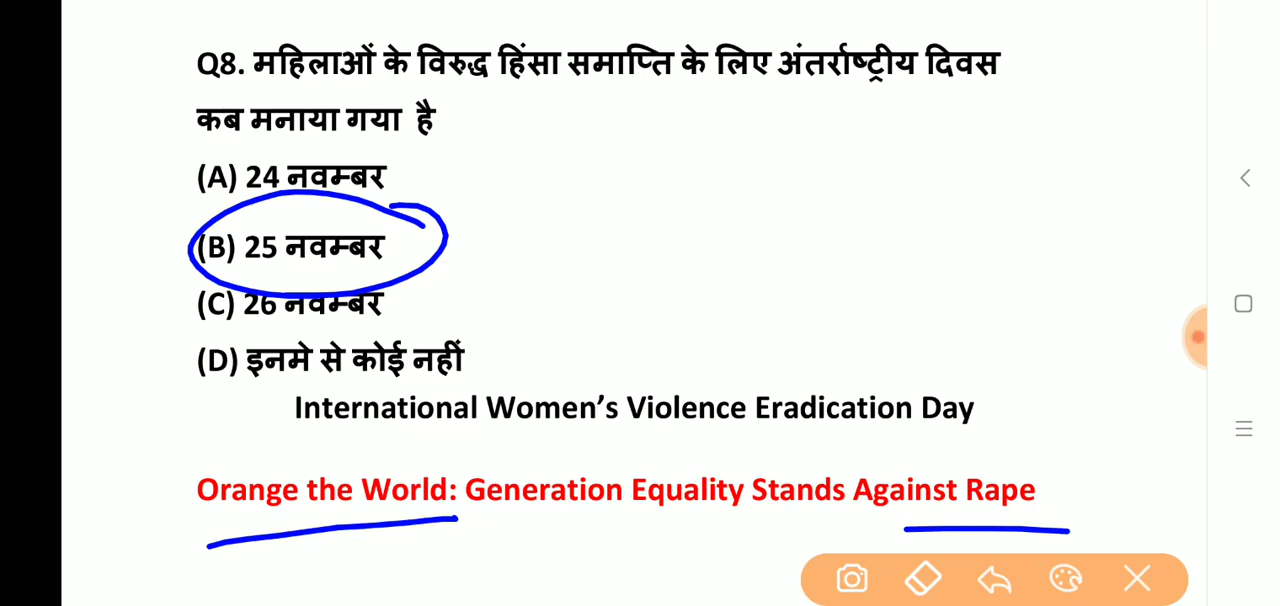 Q8. महिलाओं के विरुद्ध हिंसा समाप्ति के लिए अंतर्राष्ट्रीय दिवस
कब मनाया गया है
(A) 24 नवम्बर
(B) 25 नवम्बर
(C) 26 नवम्बर
(D) इनमे से कोई नहीं
International Women’s Violence Eradication Day
Orange the World: Generation Equality Stands Against Rape